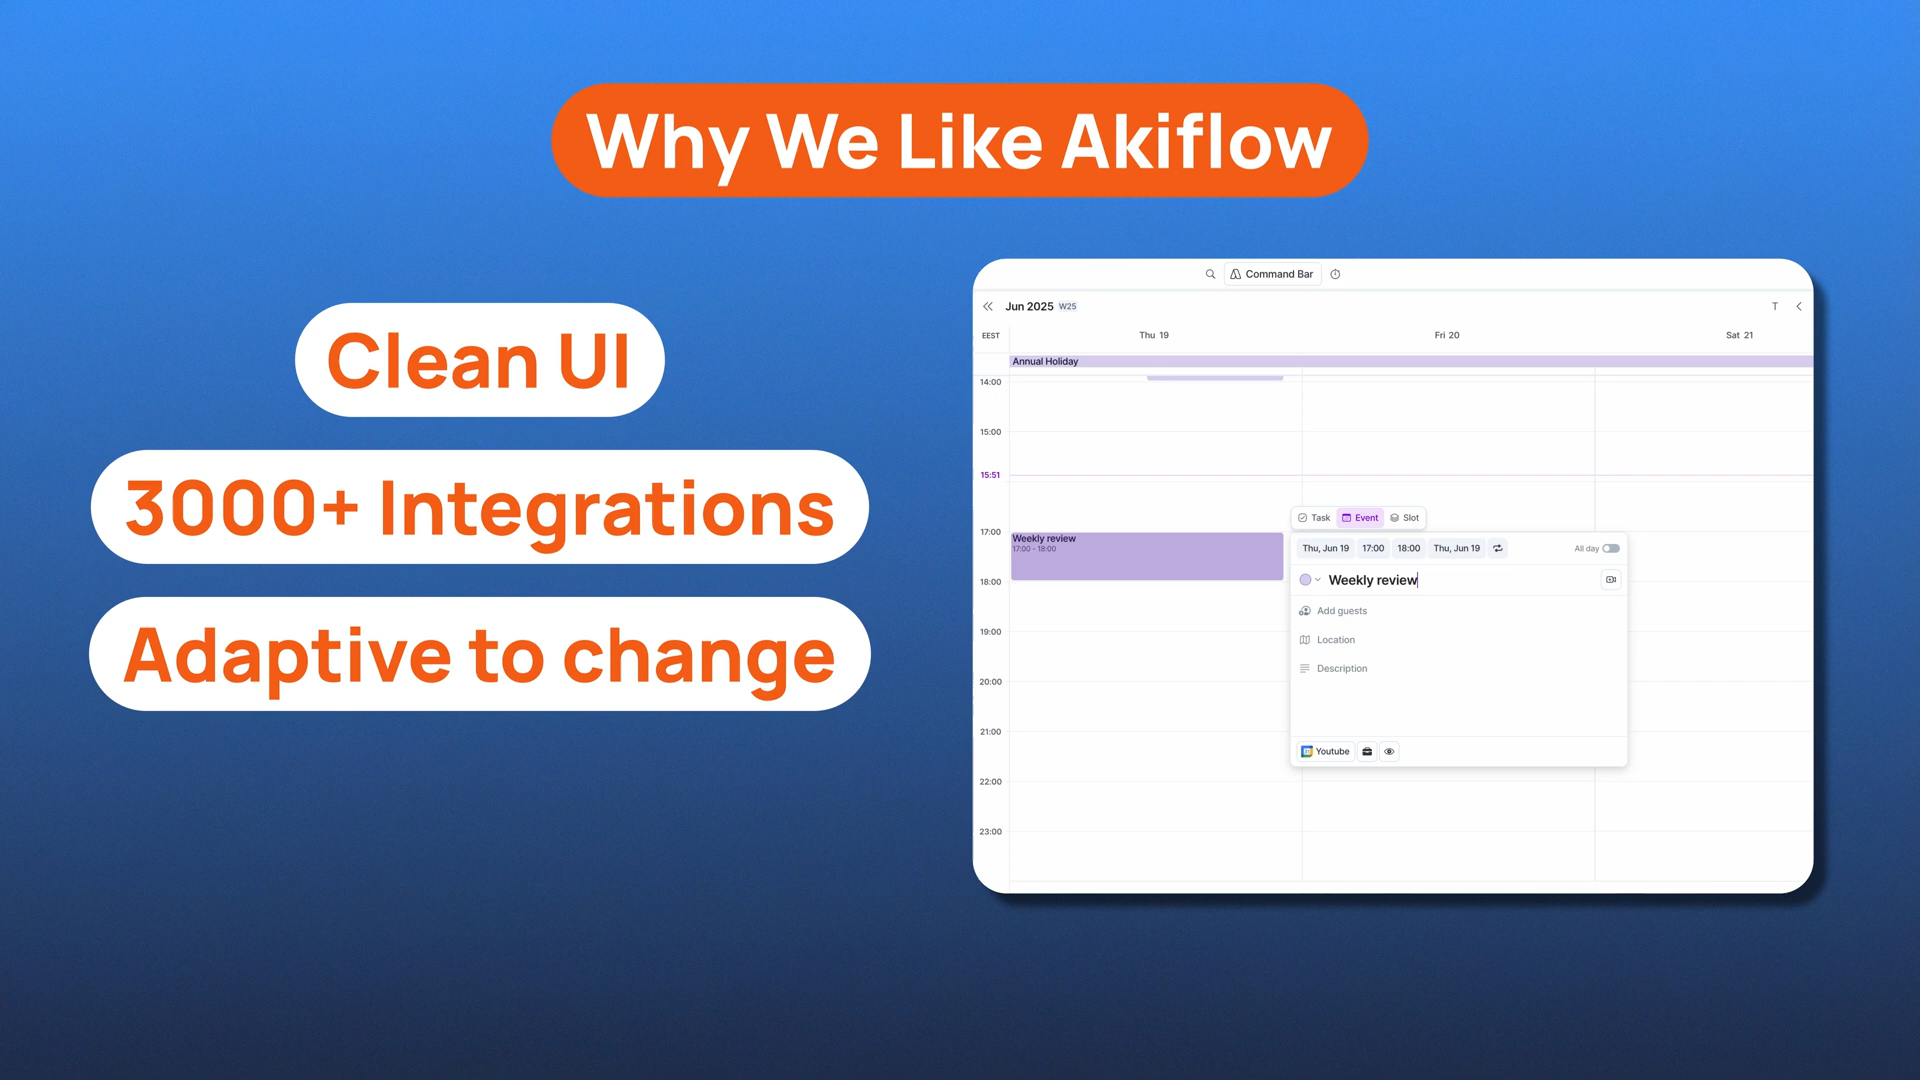 Why We Like Akiflow
Clean UI
3000+ Integrations
Adaptive to change
Command Bar
Jun 2025 W25
T
EEST Thu 19 Fri 20 Sat 21
Annual Holiday
14:00
15:00
15:51
17:00
18:00
19:00
20:00
21:00
22:00
23:00
Weekly review
17:00 - 18:00
Task Event Slot
Thu, Jun 19 17:00 18:00 Thu, Jun 19 All day
Weekly review
Add guests
Location
Description
Youtube